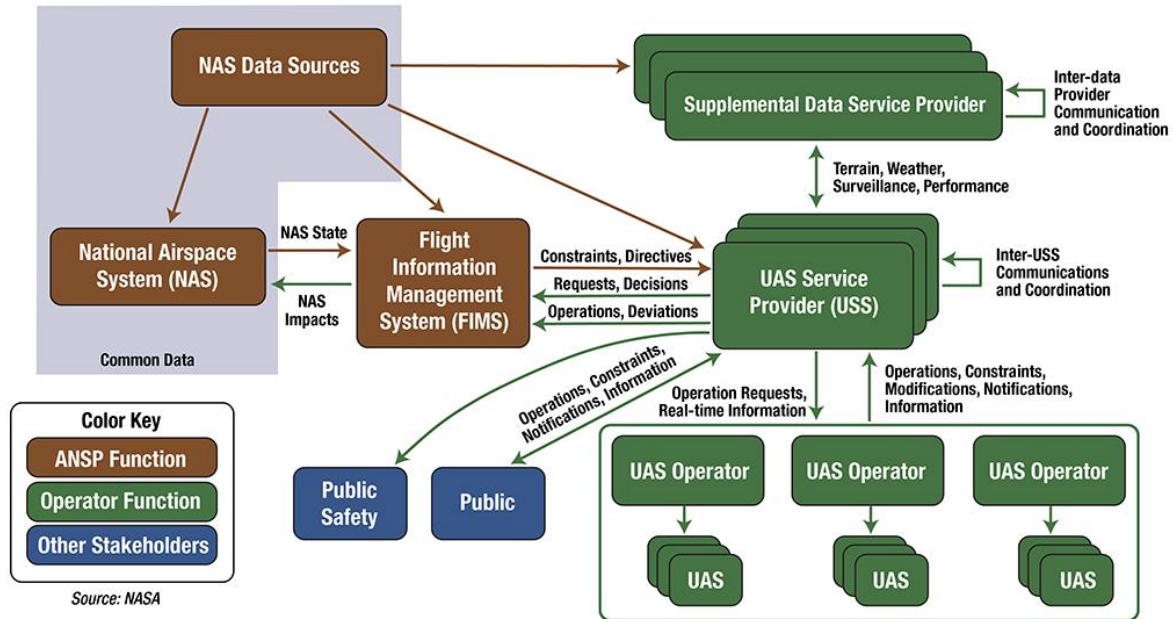 NAS Data Sources
Supplemental Data Service Provider
Inter-data
Provider
Communication
and Coordination
Terrain, Weather,
Surveillance, Performance
National Airspace
System (NAS)
NAS State
NAS
Impacts
Flight
Information
Management
System (FIMS)
Constraints, Directives
Requests, Decisions
Operations, Deviations
UAS Service
Provider (USS)
Inter-USS
Communications
and Coordination
Common Data
Operations, Constraints,
Notifications, Information
Operation Requests,
Real-time Information
Operations, Constraints,
Modifications, Notifications,
Information
Color Key
ANSP Function
Operator Function
Other Stakeholders
Source: NASA
Public
Safety
Public
UAS Operator
UAS Operator
UAS Operator
UAS
UAS
UAS